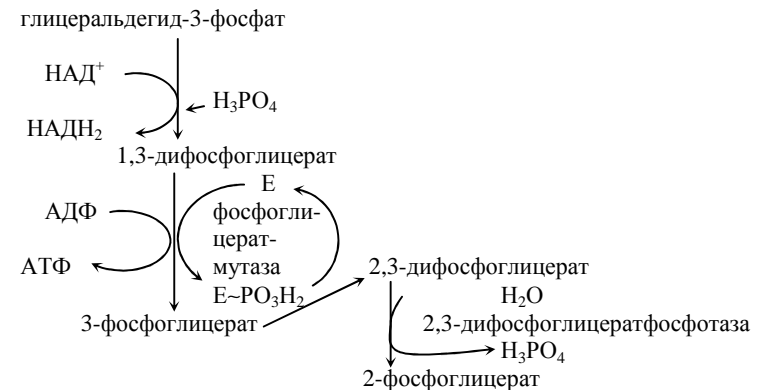 глицеральдегид-3-фосфат
НАД⁺
H₃PO₄
НАДН₂
1,3-дифосфоглицерат
Е
АДФ
фосфогли-
церат-
мутаза
АТФ
2,3-дифосфоглицерат
E~PO₃H₂
H₂O
3-фосфоглицерат
2,3-дифосфоглицератфосфотаза
H₃PO₄
2-фосфоглицерат